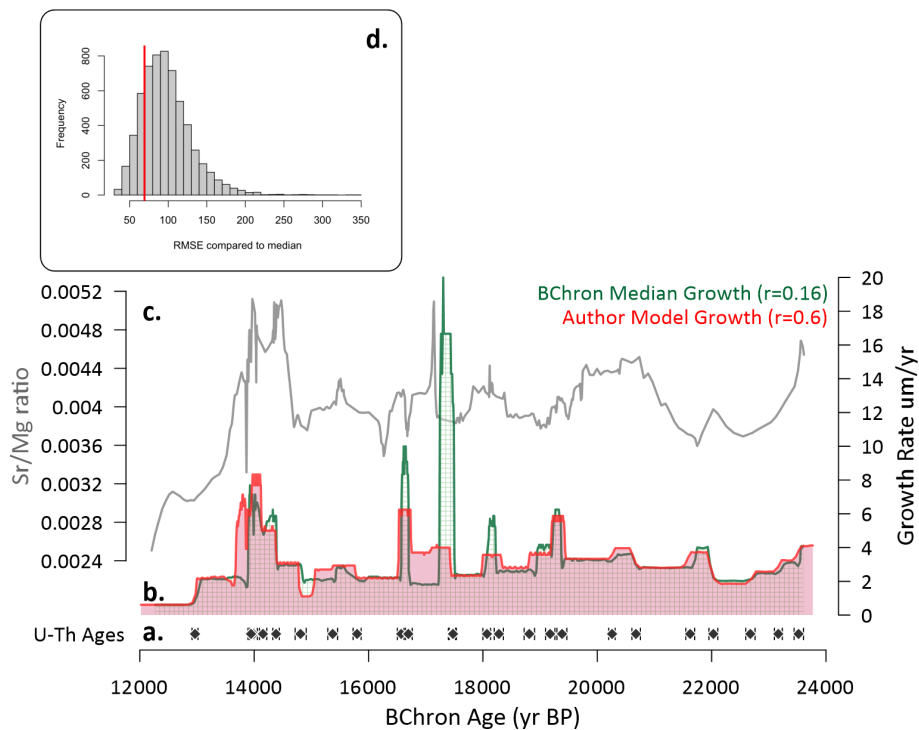 d.
800
600
400
200
0
Frequency
50 100 150 200 250 300 350
RMSE compared to median
c.
BChron Median Growth (r=0.16)
Author Model Growth (r=0.6)
0.0052
0.0048
0.0044
0.004
0.0036
0.0032
0.0028
0.0024
Sr/Mg ratio
20
18
16
14
12
10
8
6
4
2
0
Growth Rate um/yr
b.
U-Th Ages a.
12000 14000 16000 18000 20000 22000 24000
BChron Age (yr BP)